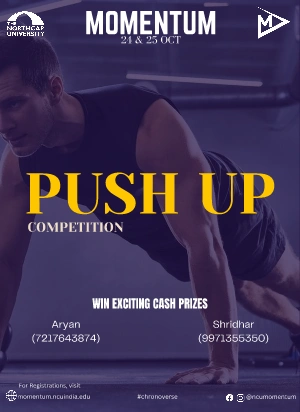 THE
NORTHCAP
UNIVERSITY
MOMENTUM
24 & 25 OCT
M
PUSH UP
COMPETITION
WIN EXCITING CASH PRIZES
Aryan
(7217643874)
Shridhar
(9971355350)
For Registrations, visit
momentum.ncuindia.edu
#chronoverse
@ncumomentum